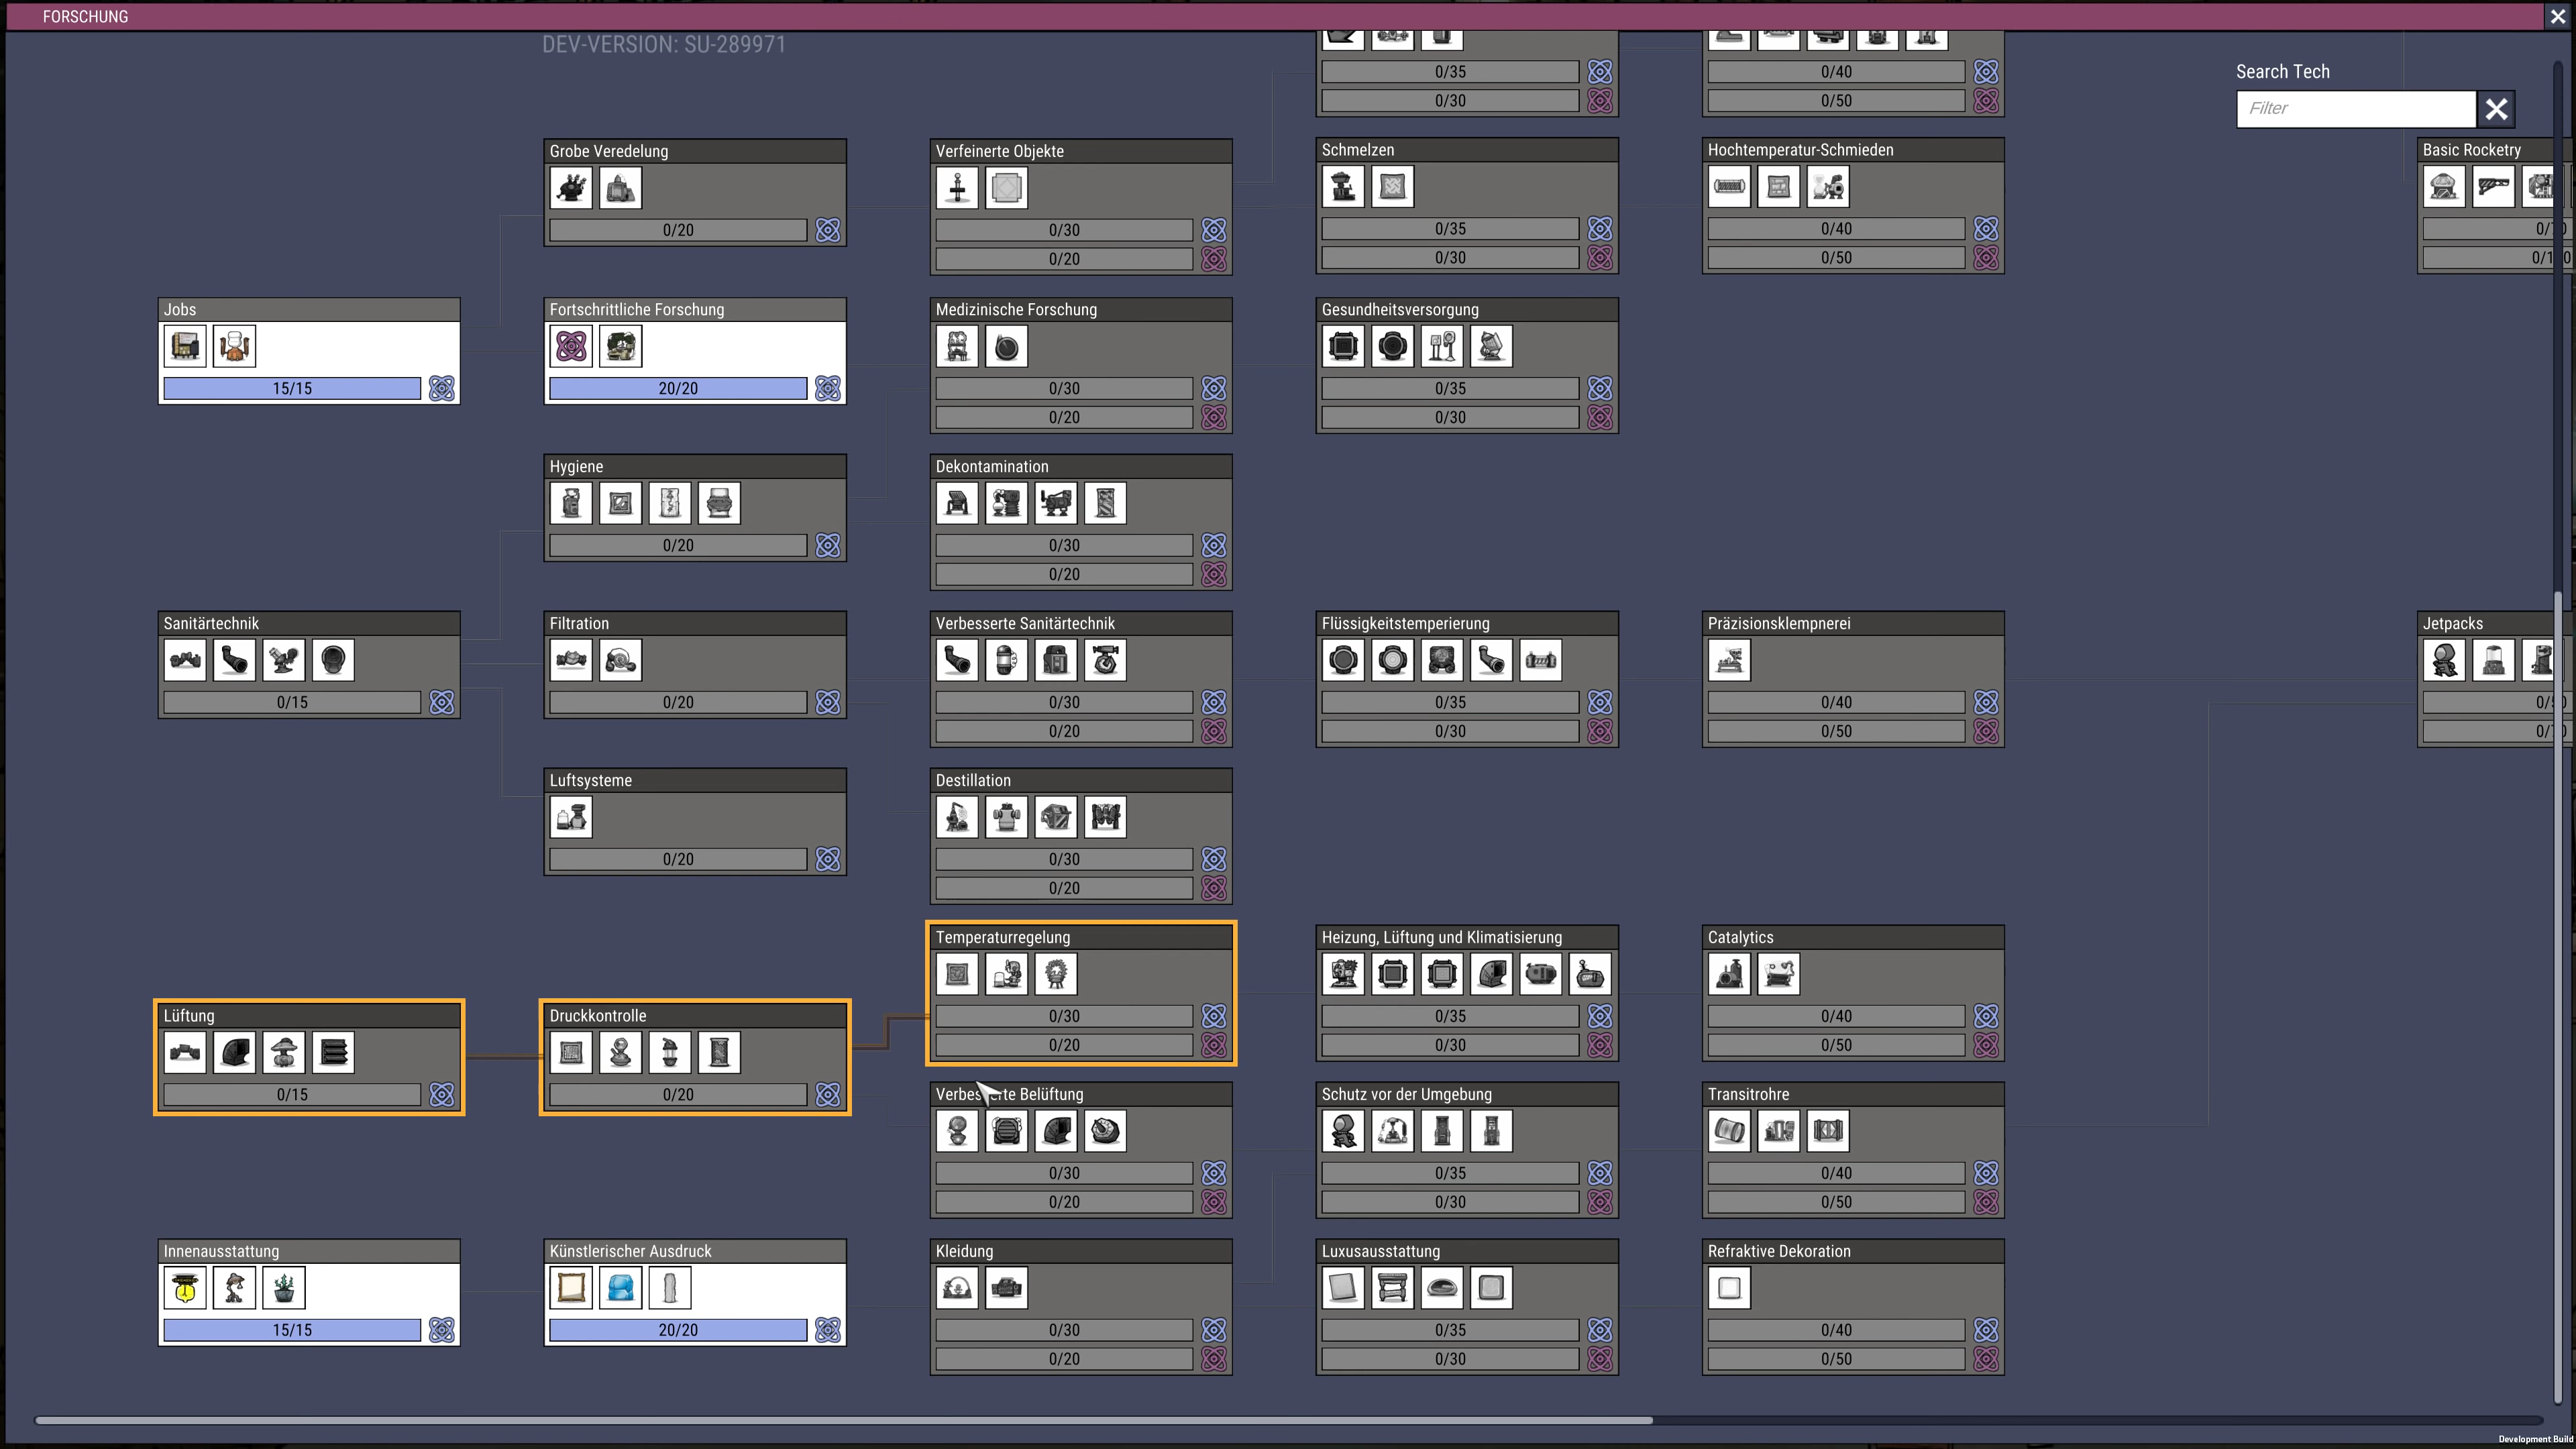 FORSCHUNG
DEV-VERSION: SU-289971
Search Tech
Filter
0/35
0/30
0/40
0/50
Grobe Veredelung
0/20
Verfeinerte Objekte
0/30
0/20
Schmelzen
0/35
0/30
Hochtemperatur-Schmieden
0/40
0/50
Basic Rocketry
Jobs
15/15
Fortschrittliche Forschung
20/20
Medizinische Forschung
0/30
0/20
Gesundheitsversorgung
0/35
0/30
Hygiene
0/20
Dekontamination
0/30
0/20
Sanitärtechnik
0/15
Filtration
0/20
Verbesserte Sanitärtechnik
0/30
0/20
Flüssigkeitstemperierung
0/35
0/30
Präzisionsklempnerei
0/40
0/50
Jetpacks
Luftsysteme
0/20
Destillation
0/30
0/20
Lüftung
0/15
Druckkontrolle
0/20
Temperaturregelung
0/30
0/20
Heizung, Lüftung und Klimatisierung
0/35
0/30
Catalytics
0/40
0/50
Verbesserte Belüftung
0/30
0/20
Schutz vor der Umgebung
0/35
0/30
Transitrohre
0/40
0/50
Innenausstattung
15/15
Künstlerischer Ausdruck
20/20
Kleidung
0/30
0/20
Luxusausstattung
0/35
0/30
Refraktive Dekoration
0/40
0/50
Development Build